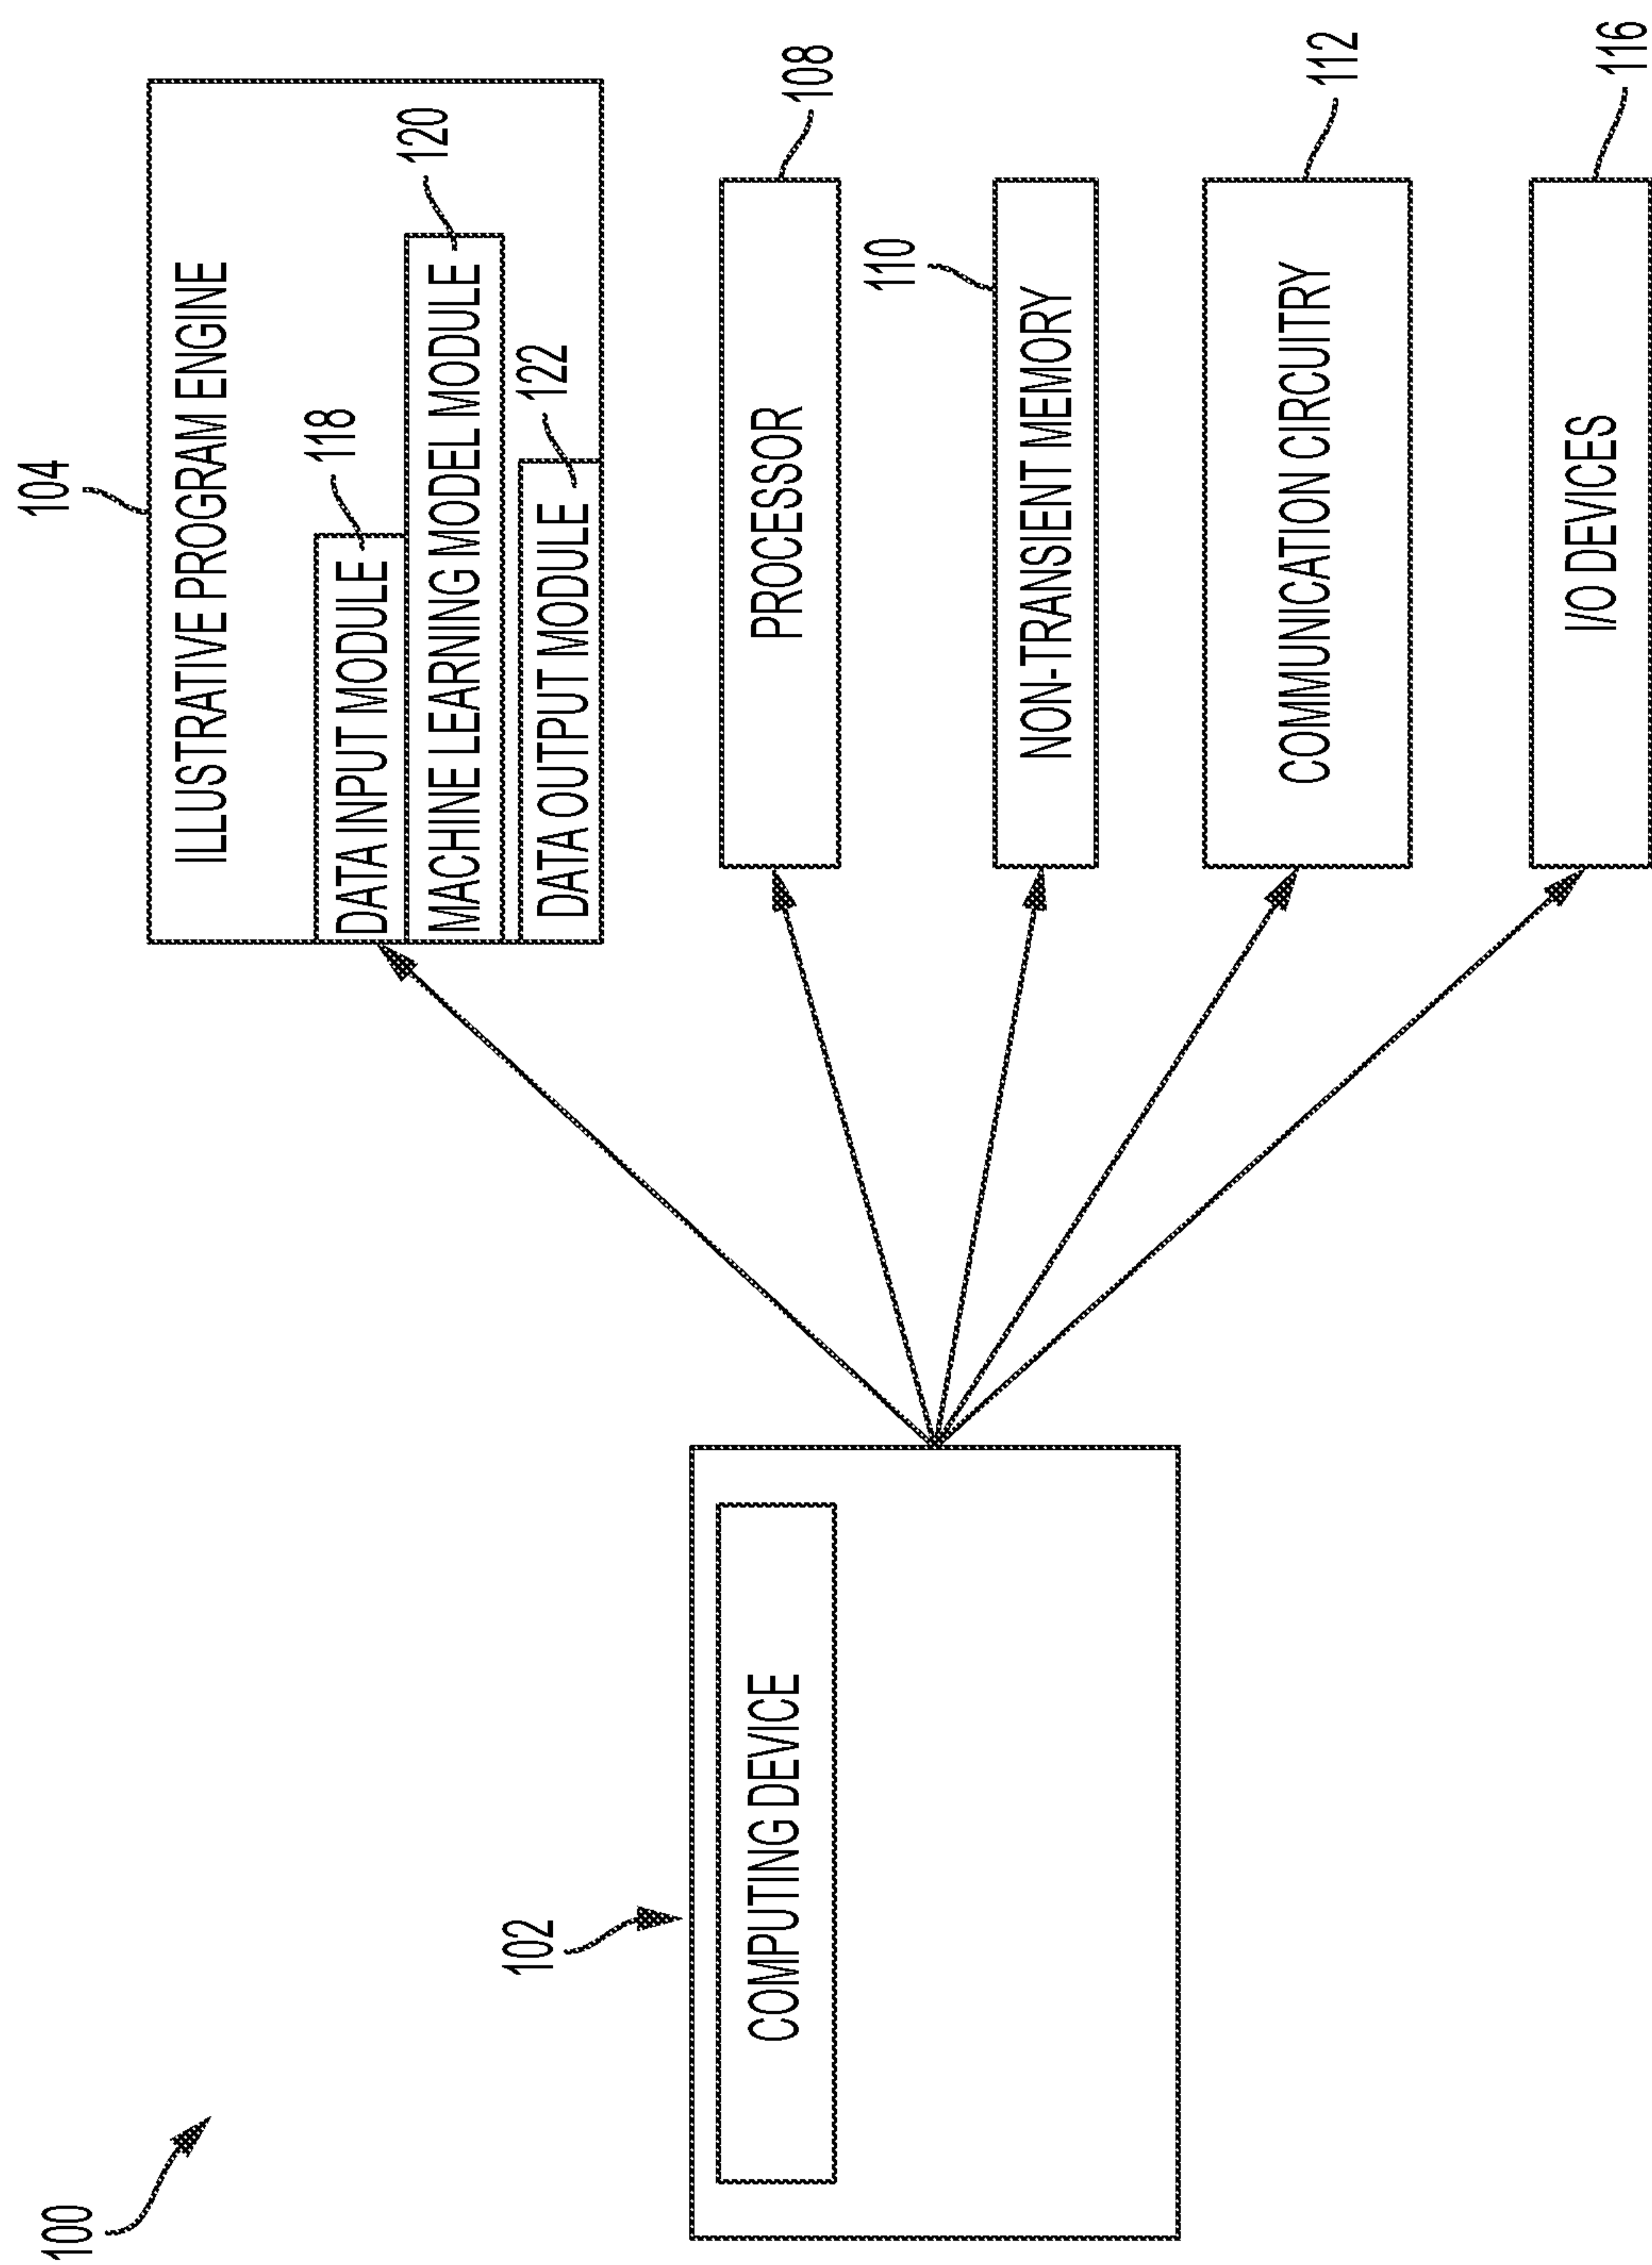 100
102
COMPUTING DEVICE
104
ILLUSTRATIVE PROGRAM ENGINE
118
DATA INPUT MODULE
120
MACHINE LEARNING MODEL MODULE
122
DATA OUTPUT MODULE
108
PROCESSOR
110
NON-TRANSIENT MEMORY
112
COMMUNICATION CIRCUITRY
116
I/O DEVICES